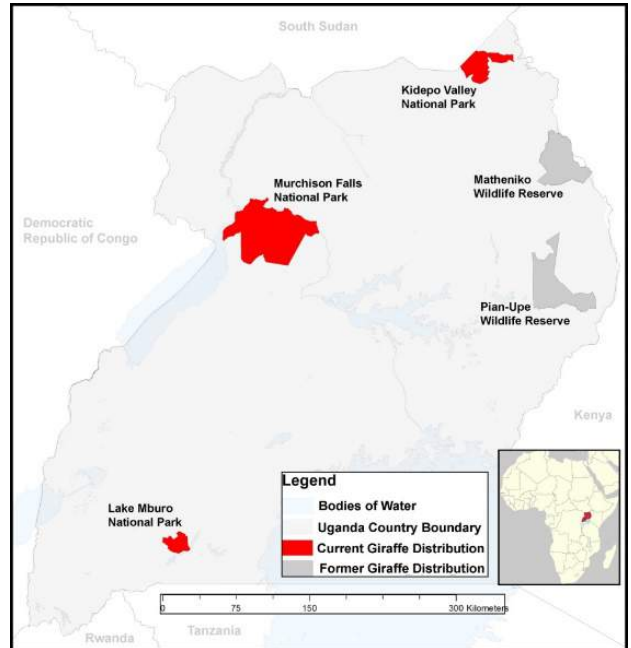 South Sudan
Kidepo Valley
National Park
Matheniko
Wildlife Reserve
Murchison Falls
National Park
Democratic
Republic of Congo
Pian-Upe
Wildlife Reserve
Kenya
Lake Mburo
National Park
Legend
Bodies of Water
Uganda Country Boundary
Current Giraffe Distribution
Former Giraffe Distribution
0 75 150 300 Kilometers
Rwanda
Tanzania